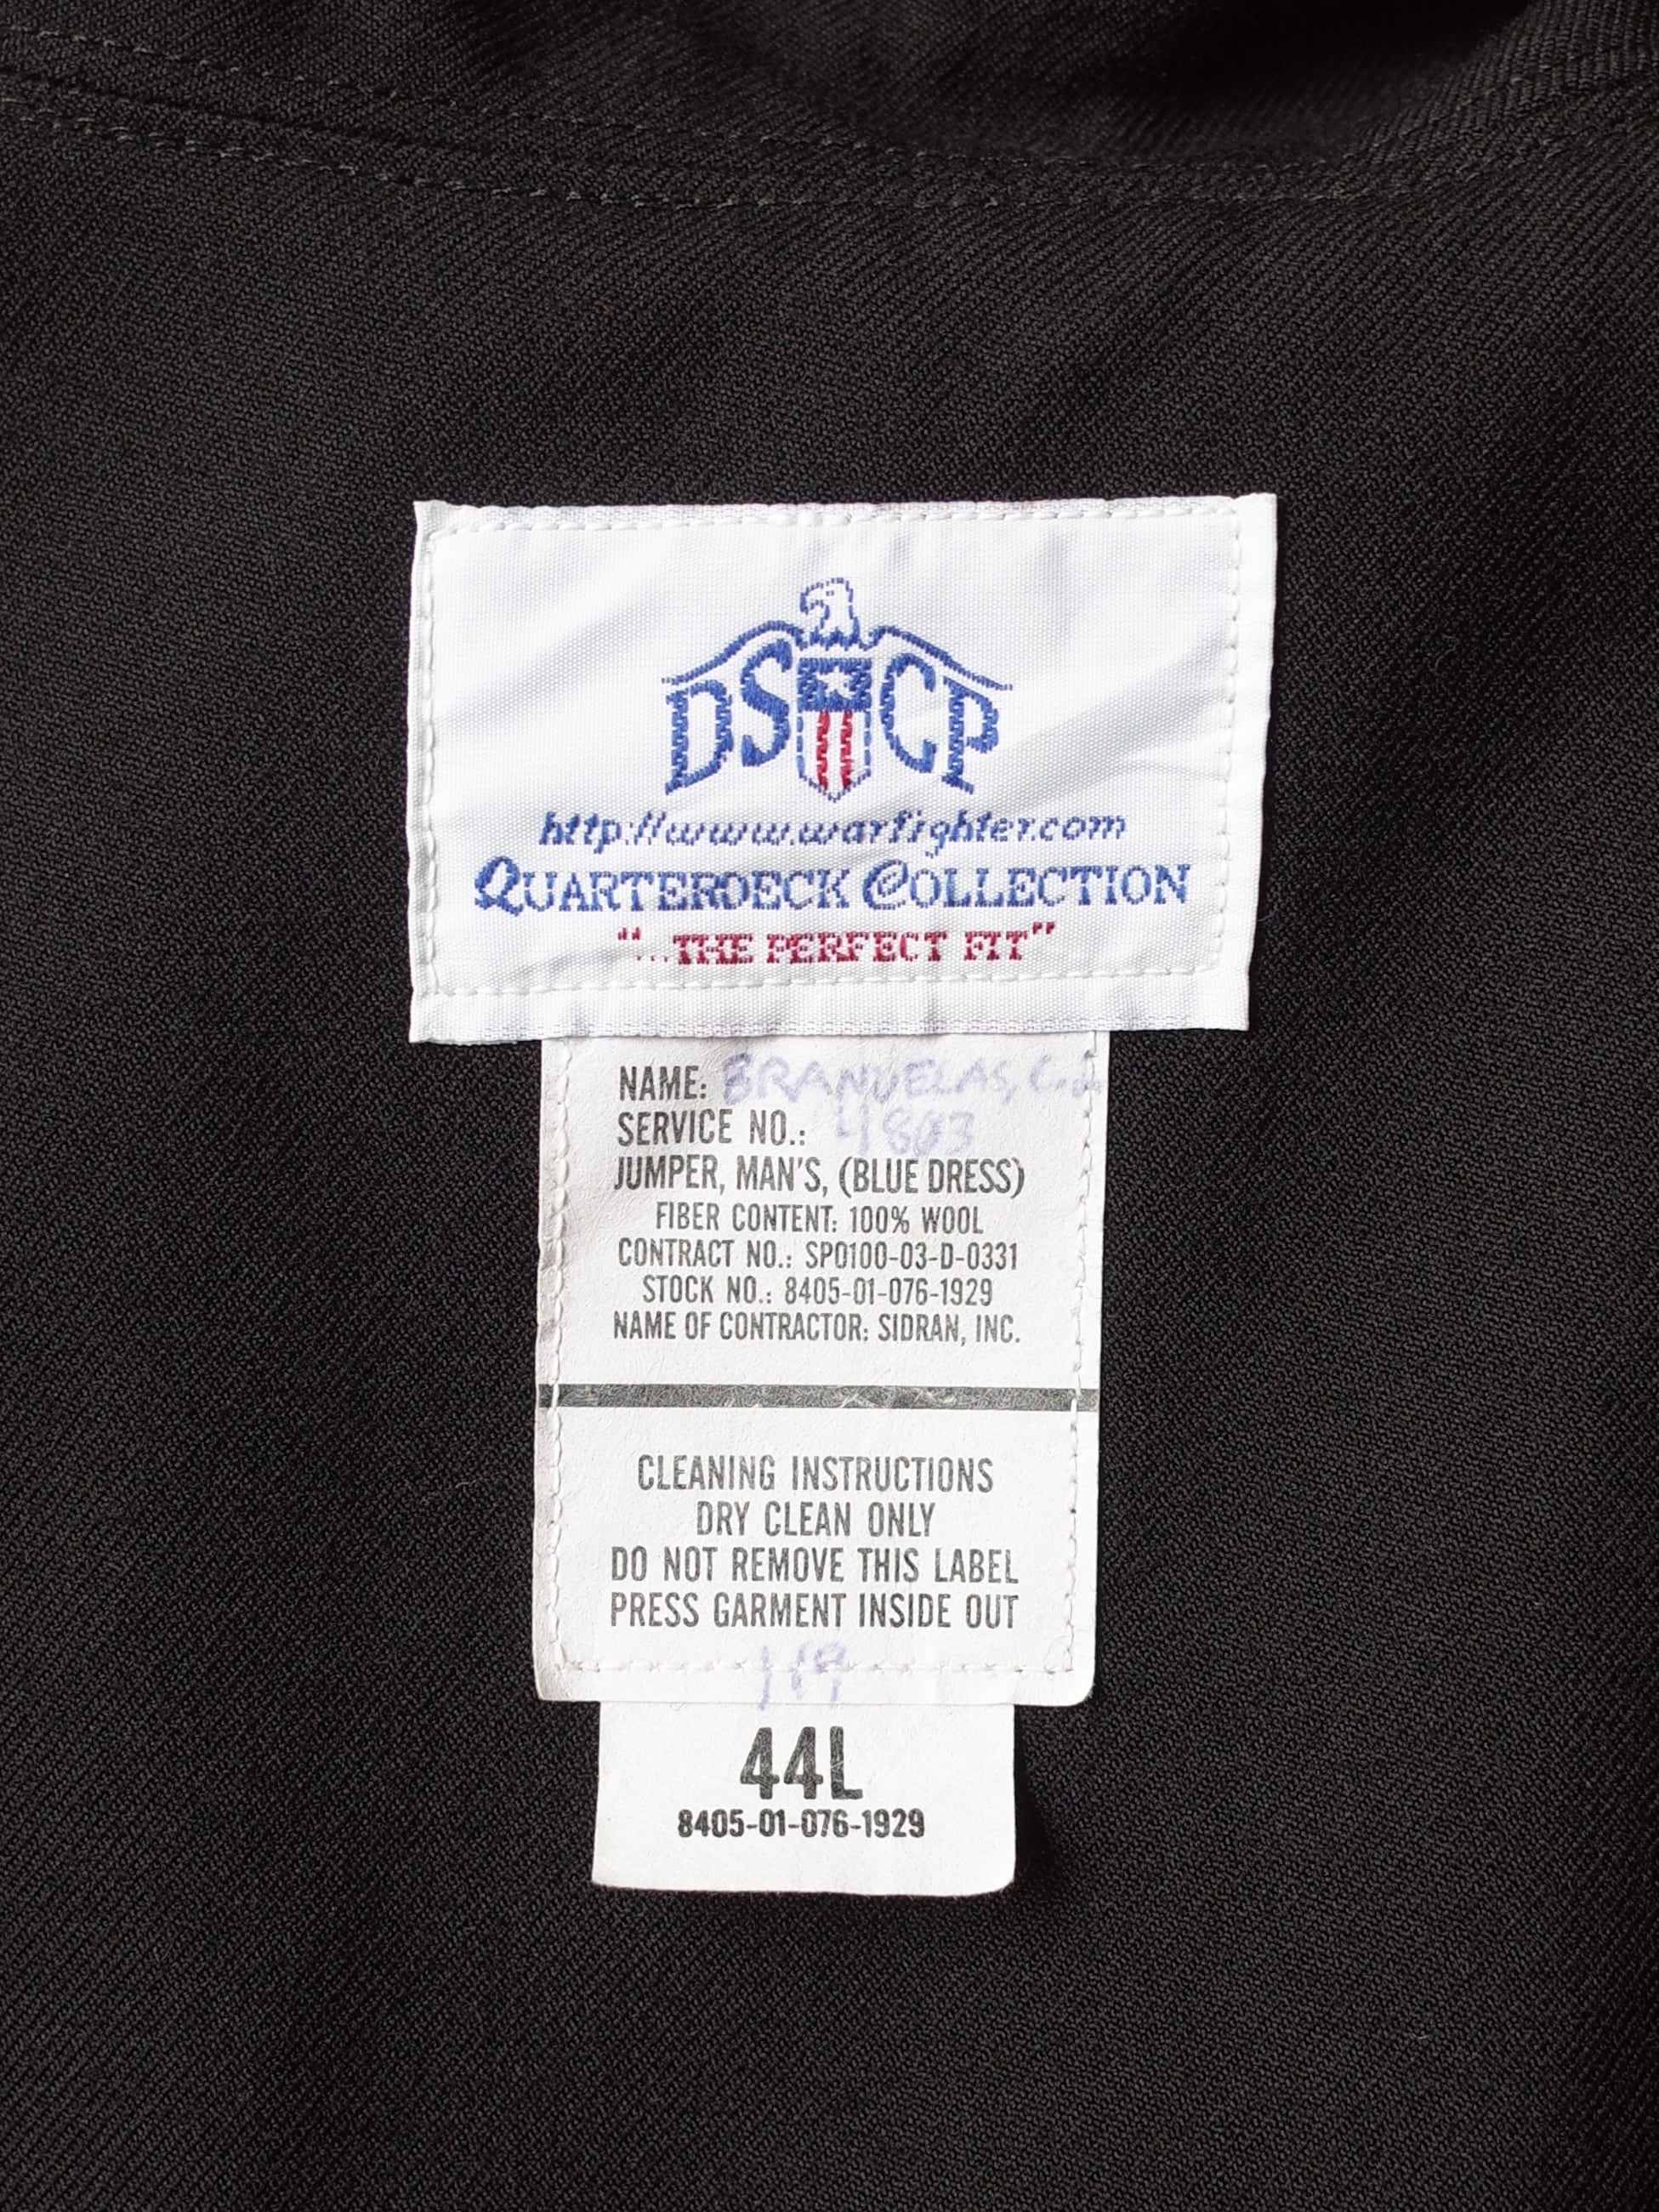 DSCP
http://www.warfighter.com
QUARTERDECK COLLECTION
"...THE PERFECT FIT"
NAME: BRANUELAS, C.
SERVICE NO.: 4803
JUMPER, MAN'S, (BLUE DRESS)
FIBER CONTENT: 100% WOOL
CONTRACT NO.: SP0100-03-D-0331
STOCK NO.: 8405-01-076-1929
NAME OF CONTRACTOR: SIDRAN, INC.
CLEANING INSTRUCTIONS
DRY CLEAN ONLY
DO NOT REMOVE THIS LABEL
PRESS GARMENT INSIDE OUT
44L
8405-01-076-1929